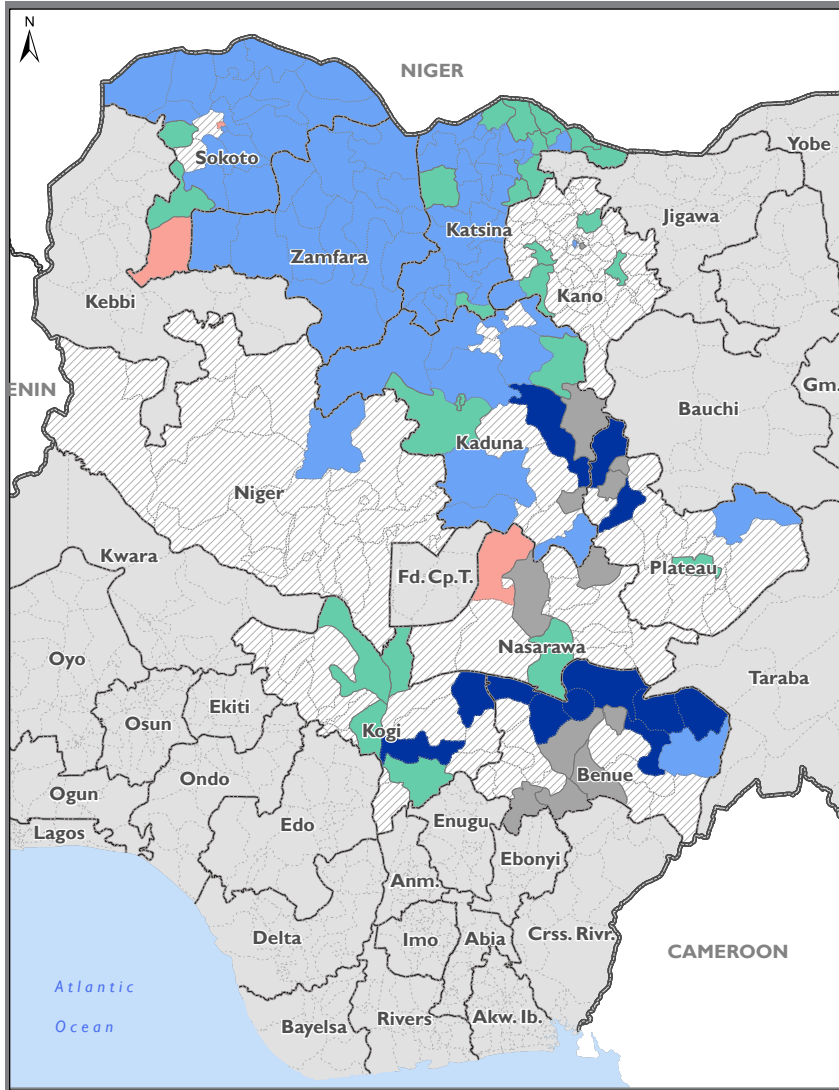 N
NIGER
Yobe
Sokoto
Jigawa
Katsina
Zamfara
Kano
Kebbi
ENIN
Gm.
Bauchi
Kaduna
Niger
Kwara
Fd. Cp.T.
Plateau
Nasarawa
Oyo
Taraba
Ekiti
Osun
Kogi
Benue
Ondo
Ogun
Edo
Enugu
Lagos
Ebonyi
Anm.
Delta
Imo
Abia
Crss. Rivr.
CAMEROON
Atlantic
Ocean
Bayelsa
Rivers
Akw. Ib.